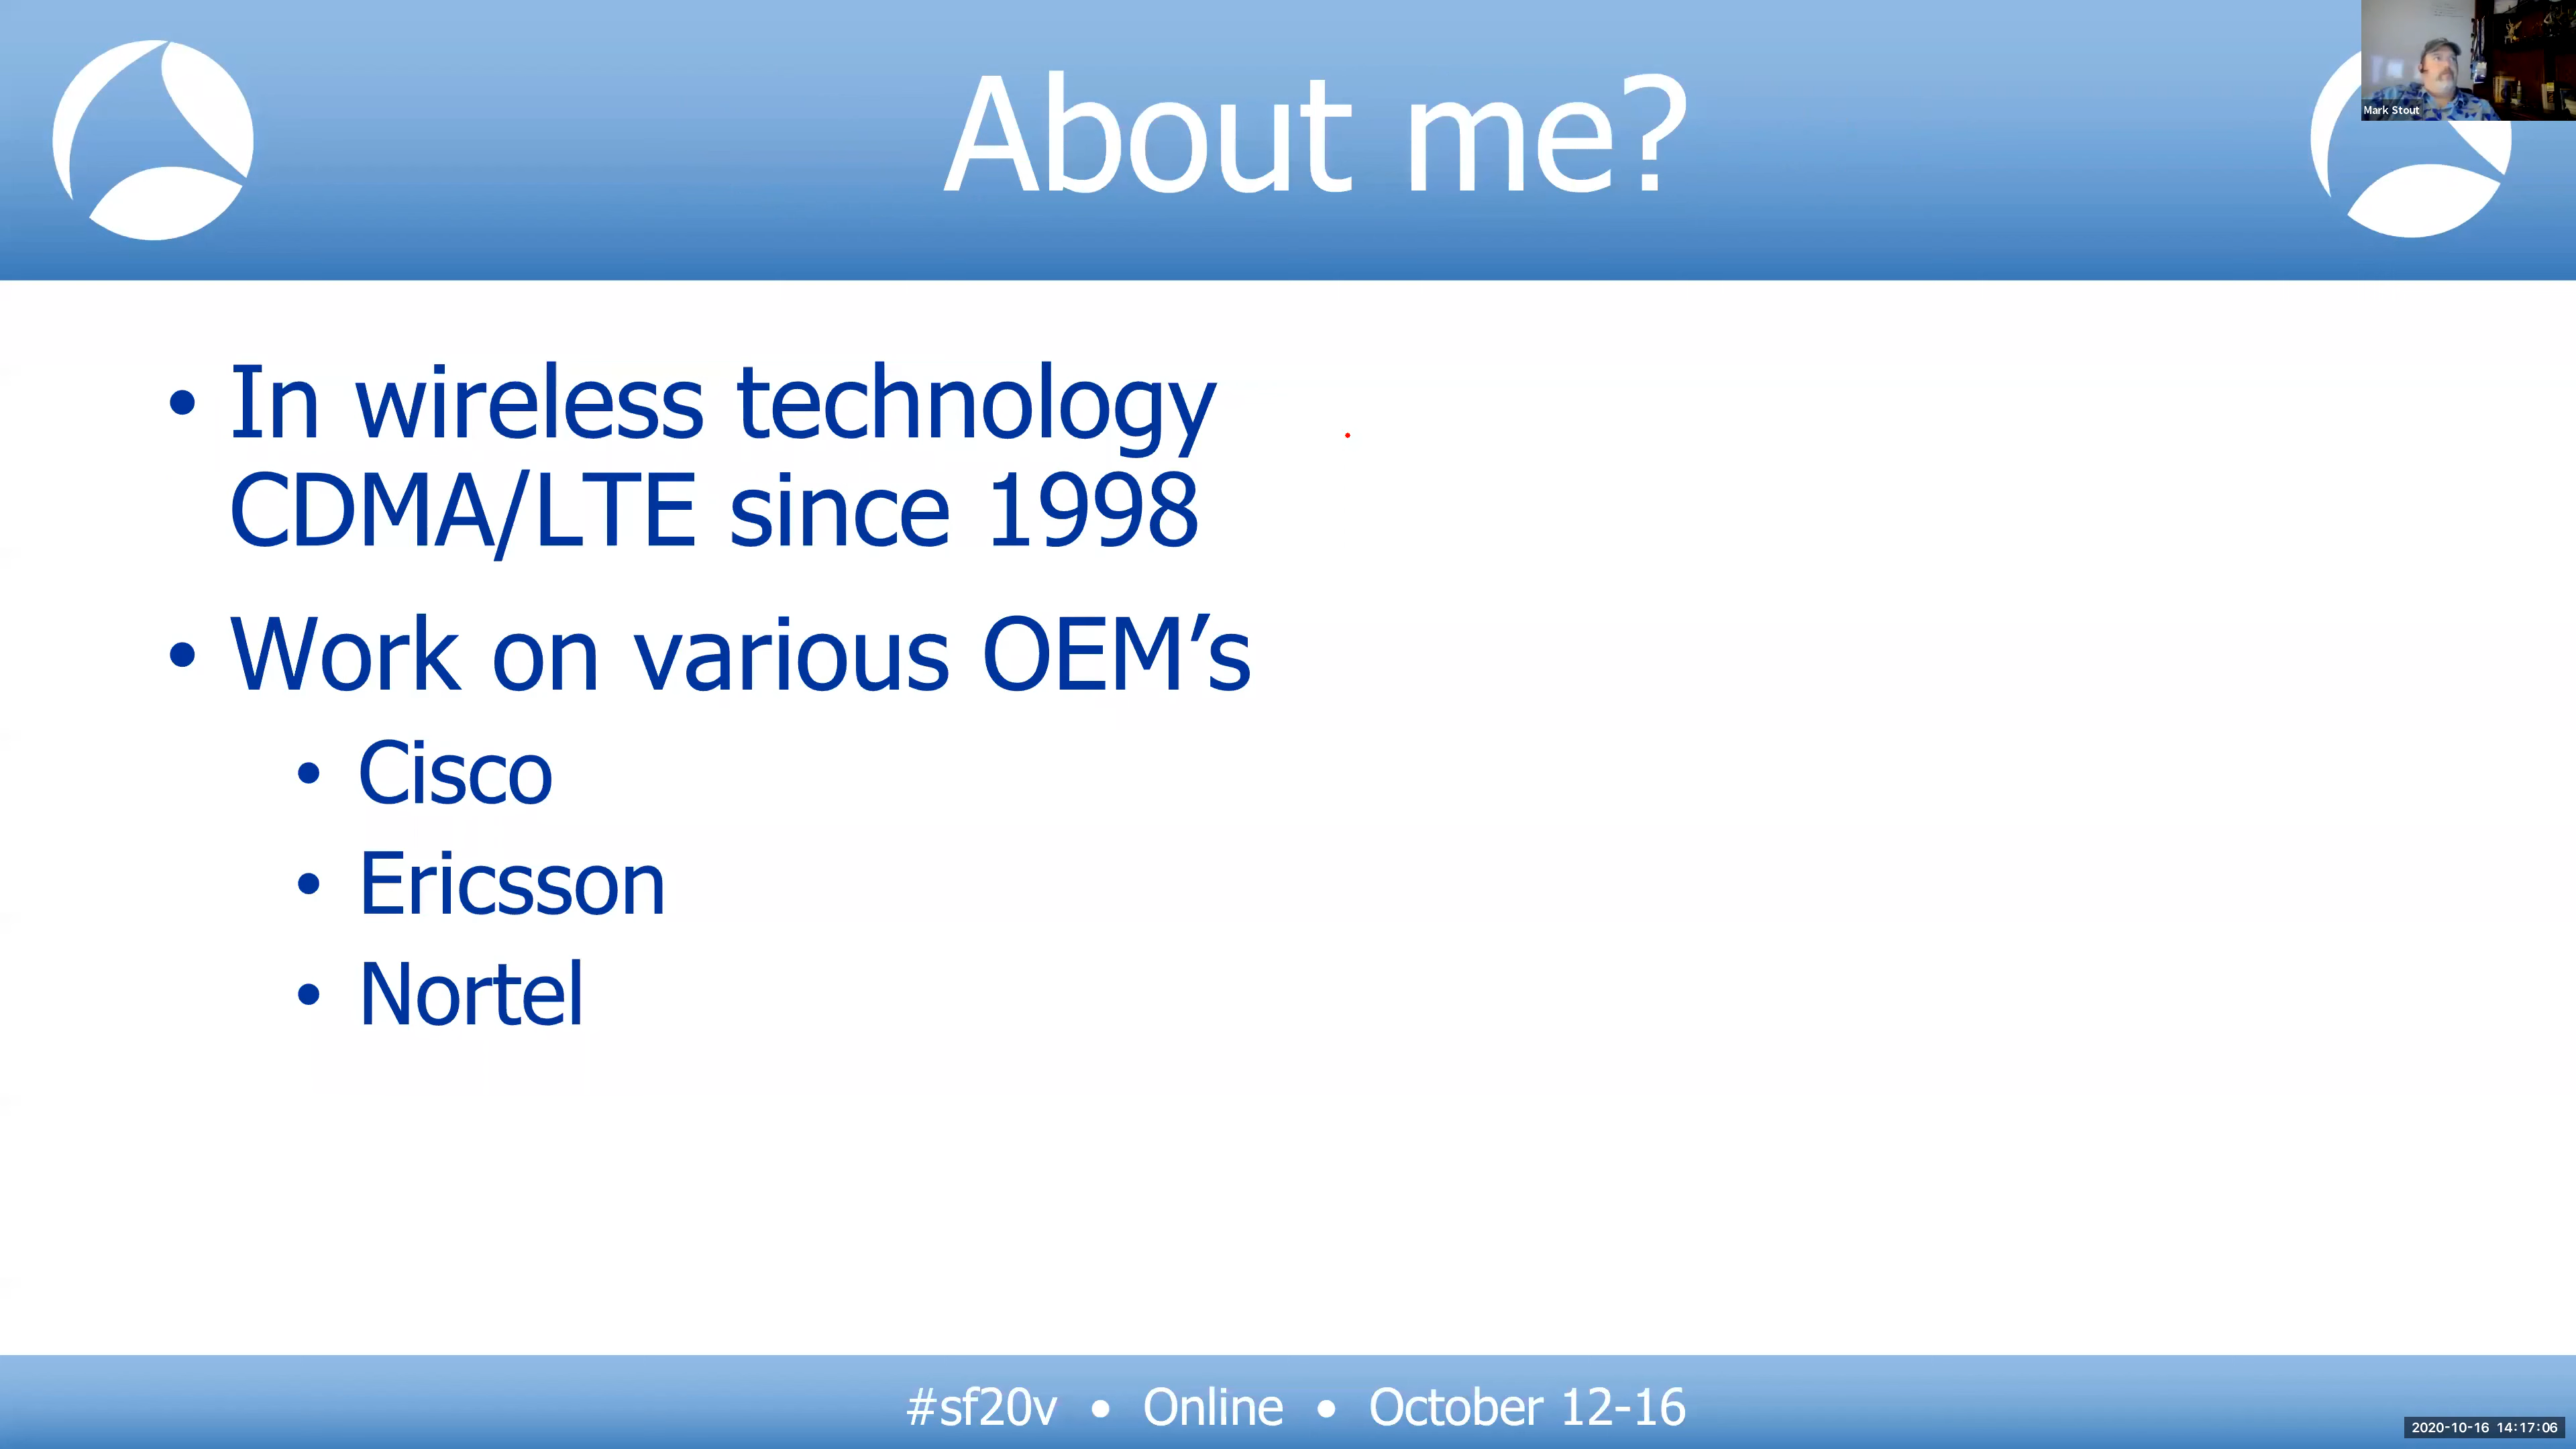 About me?
Mark Stout
• In wireless technology
CDMA/LTE since 1998
• Work on various OEM’s
• Cisco
• Ericsson
• Nortel
#sf20v • Online • October 12-16
2020-10-16 14:17:06